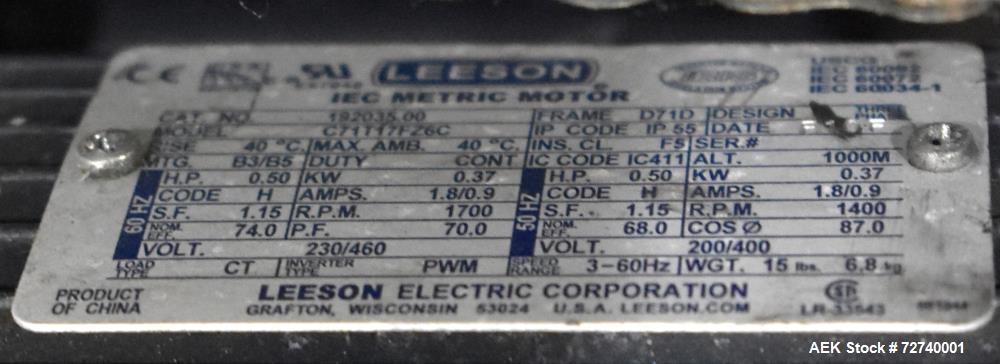 CE UL LEESON
IEC 60072
IEC 60034-1
IEC METRIC MOTOR
CAT. NO. 192035.00 FRAME D71D DESIGN
MODEL C71T17FZ6C IP CODE IP 55 DATE
RISE 40 °C. MAX. AMB. 40 °C. INS. CL. F5 SER.#
MTG. B3/B5 DUTY CONT IC CODE IC411 ALT. 1000M
60 HZ H.P. 0.50 KW 0.37 50 HZ H.P. 0.50 KW 0.37
CODE H AMPS. 1.8/0.9 CODE H AMPS. 1.8/0.9
S.F. 1.15 R.P.M. 1700 S.F. 1.15 R.P.M. 1400
NOM. EFF. 74.0 P.F. 70.0 NOM. EFF. 68.0 COS Ø 87.0
VOLT. 230/460 VOLT. 200/400
LOAD TYPE CT INVERTER TYPE PWM SPEED RANGE 3-60Hz WGT. 15 lbs. 6.8 kg
PRODUCT OF CHINA
LEESON ELECTRIC CORPORATION
GRAFTON, WISCONSIN 53024 U.S.A. LEESON.COM
LR-33543
AEK Stock # 72740001